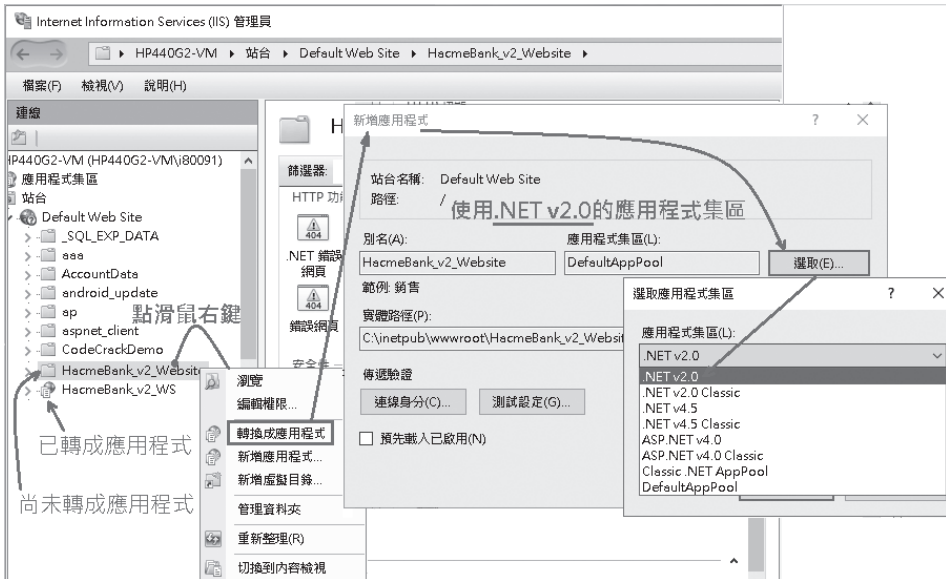 Internet Information Services (IIS) 管理員
HP440G2-VM ▸ 站台 ▸ Default Web Site ▸ HacmeBank_v2_Website ▸
檔案(F) 檢視(V) 說明(H)
連線
HP440G2-VM (HP440G2-VM\i80091)
應用程式集區
站台
Default Web Site
_SQL_EXP_DATA
aaa
AccountData
android_update
ap
aspnet_client
CodeCrackDemo
HacmeBank_v2_Website
HacmeBank_v2_WS
點滑鼠右鍵
已轉成應用程式
尚未轉成應用程式
瀏覽
編輯權限...
轉換成應用程式
新增應用程式...
新增虛擬目錄...
管理資料夾
重新整理(R)
切換到內容檢視
H
篩選器:
HTTP 功
404
.NET 錯誤
網頁
404
錯誤網頁
安全性
新增應用程式
? ×
站台名稱: Default Web Site
路徑: /
使用.NET v2.0的應用程式集區
別名(A):
應用程式集區(L):
HacmeBank_v2_Website
DefaultAppPool
選取(E)...
範例: 銷售
實體路徑(P):
C:\inetpub\wwwroot\HacmeBank_v2_Websit
傳遞驗證
連線身分(C)...
測試設定(G)...
預先載入已啟用(N)
選取應用程式集區
? ×
應用程式集區(L):
.NET v2.0
.NET v2.0
.NET v2.0 Classic
.NET v4.5
.NET v4.5 Classic
ASP.NET v4.0
ASP.NET v4.0 Classic
Classic .NET AppPool
DefaultAppPool